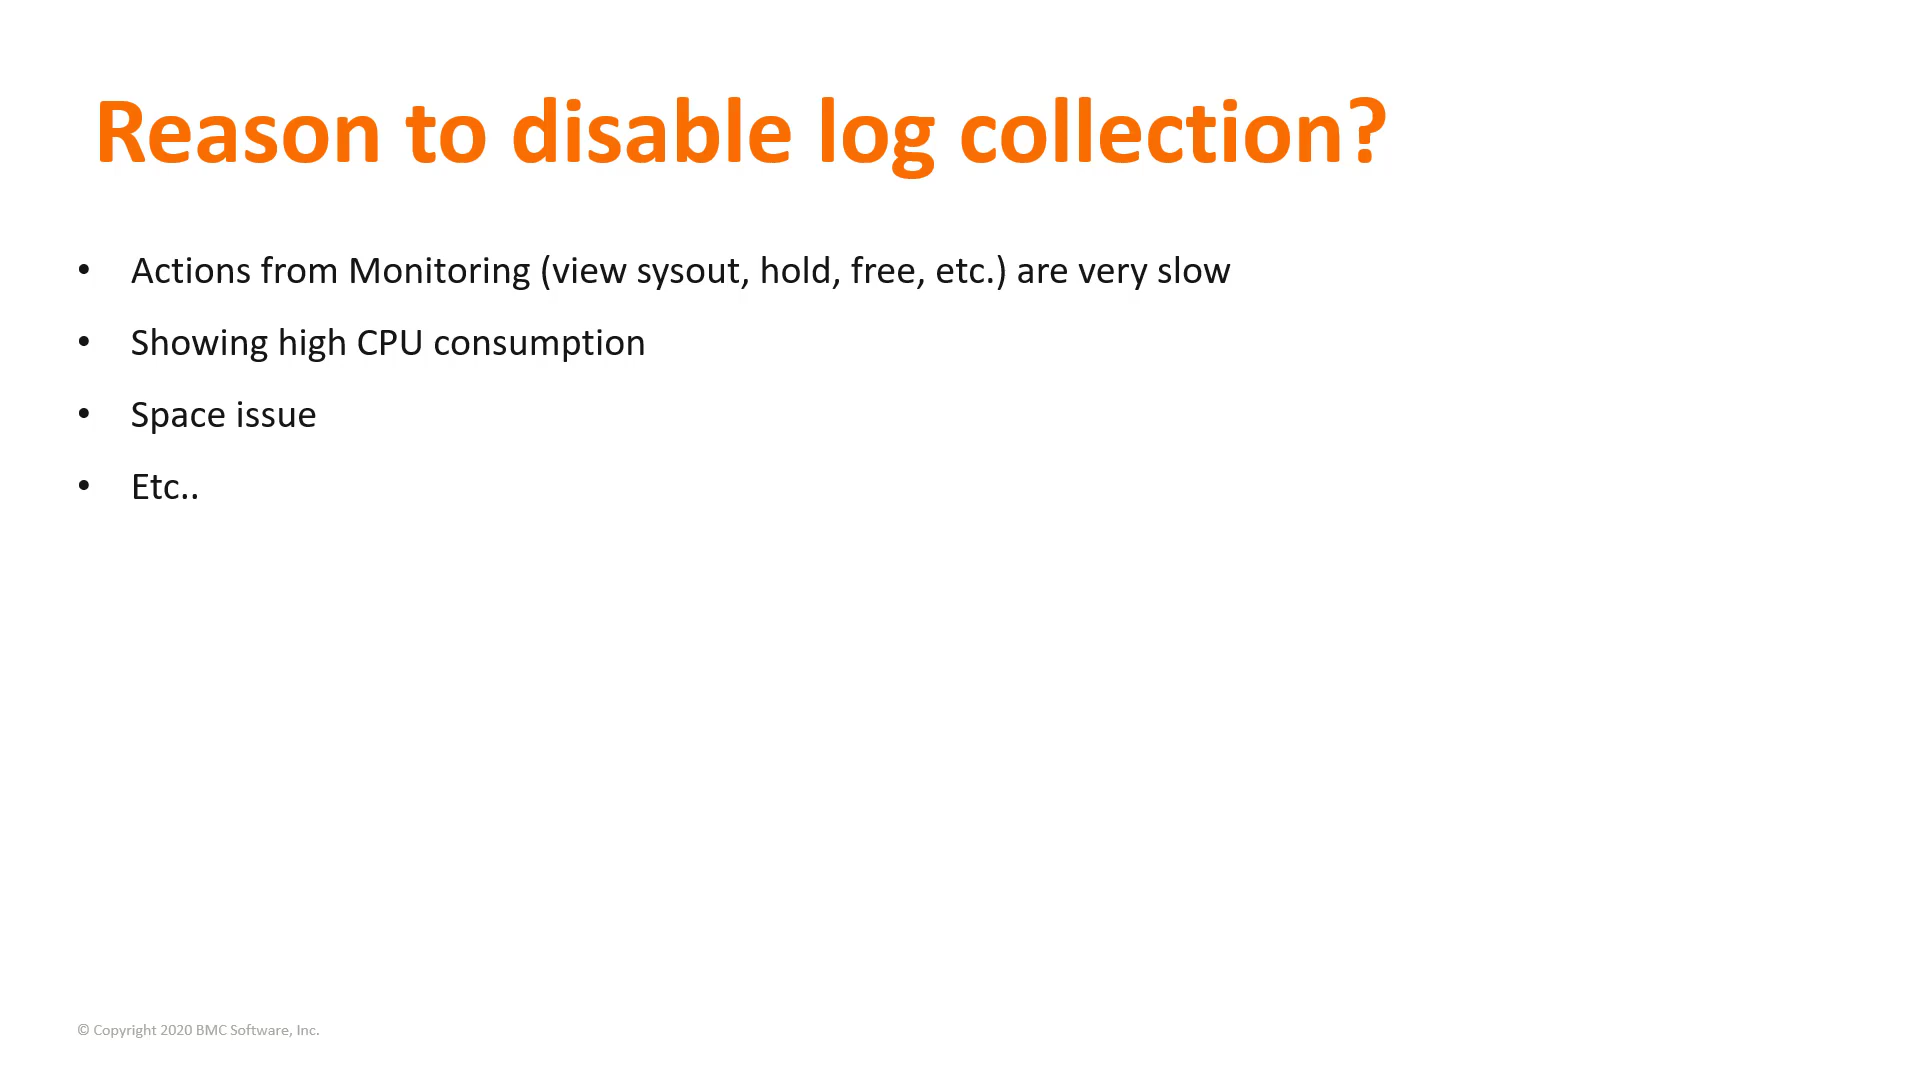 Reason to disable log collection?
• Actions from Monitoring (view sysout, hold, free, etc.) are very slow
• Showing high CPU consumption
• Space issue
• Etc..
© Copyright 2020 BMC Software, Inc.